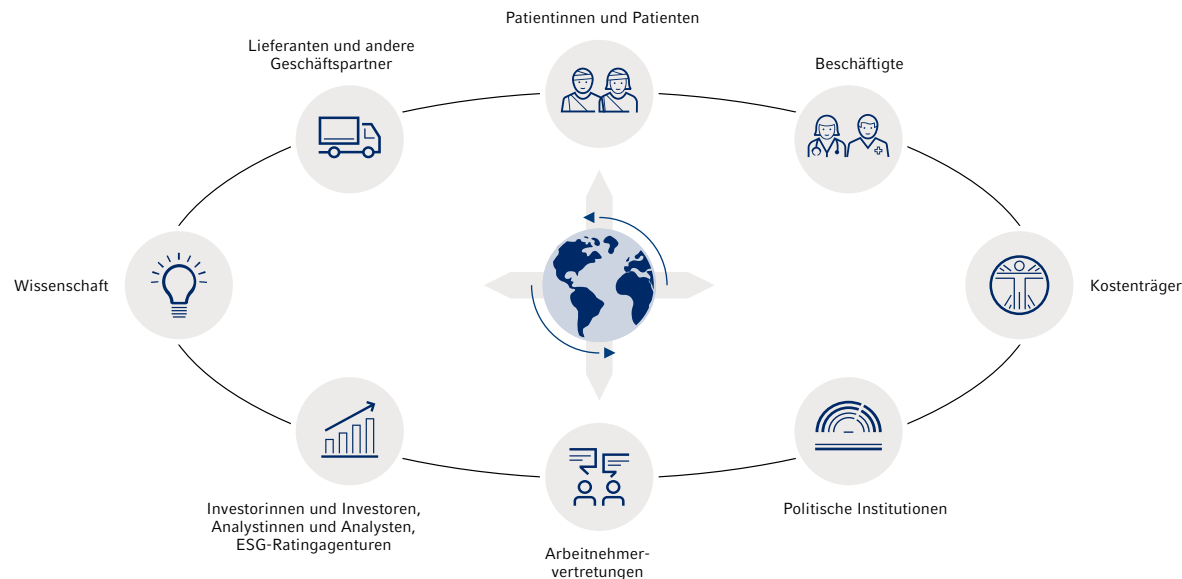 Patientinnen und Patienten
Lieferanten und andere
Geschäftspartner
Beschäftigte
Wissenschaft
Kostenträger
Investorinnen und Investoren,
Analystinnen und Analysten,
ESG-Ratingagenturen
Politische Institutionen
Arbeitnehmer-
vertretungen